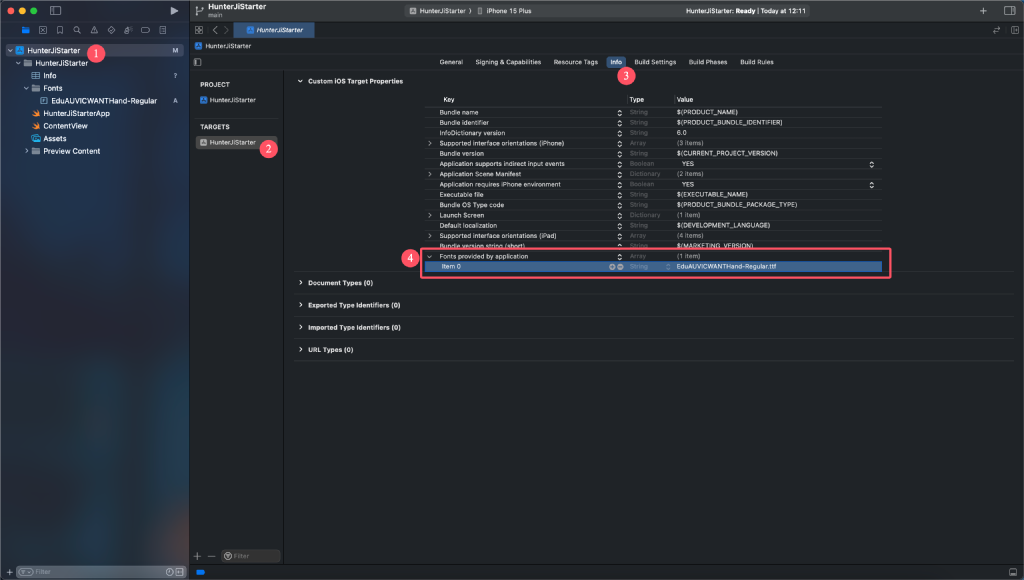 HunterJiStarter
main
HunterJiStarter
iPhone 15 Plus
HunterJiStarter: Ready | Today at 12:11
HunterJiStarter
HunterJiStarter
HunterJiStarter M
1
HunterJiStarter
Info ?
Fonts
EduAUVICWANTHand-Regular A
HunterJiStarterApp
ContentView
Assets
Preview Content
Filter
General Signing & Capabilities Resource Tags Info Build Settings Build Phases Build Rules
3
PROJECT
HunterJiStarter
TARGETS
HunterJiStarter
2
Filter
Custom iOS Target Properties
Key Type Value
Bundle name String $(PRODUCT_NAME)
Bundle identifier String $(PRODUCT_BUNDLE_IDENTIFIER)
InfoDictionary version String 6.0
Supported interface orientations (iPhone) Array (3 items)
Bundle version String $(CURRENT_PROJECT_VERSION)
Application supports indirect input events Boolean YES
Application Scene Manifest Dictionary (2 items)
Application requires iPhone environment Boolean YES
Executable file String $(EXECUTABLE_NAME)
Bundle OS Type code String $(PRODUCT_BUNDLE_PACKAGE_TYPE)
Launch Screen Dictionary (1 item)
Default localization String $(DEVELOPMENT_LANGUAGE)
Supported interface orientations (iPad) Array (4 items)
Bundle version string (short) String $(MARKETING_VERSION)
4
Fonts provided by application Array (1 item)
Item 0 String EduAUVICWANTHand-Regular.ttf
Document Types (0)
Exported Type Identifiers (0)
Imported Type Identifiers (0)
URL Types (0)